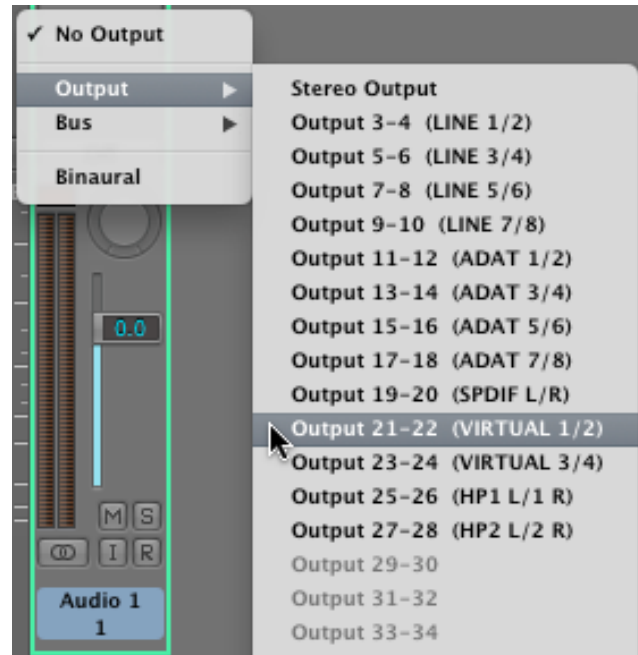 ✓ No Output
Output
Bus
Binaural
Stereo Output
Output 3-4 (LINE 1/2)
Output 5-6 (LINE 3/4)
Output 7-8 (LINE 5/6)
Output 9-10 (LINE 7/8)
Output 11-12 (ADAT 1/2)
Output 13-14 (ADAT 3/4)
Output 15-16 (ADAT 5/6)
Output 17-18 (ADAT 7/8)
Output 19-20 (SPDIF L/R)
Output 21-22 (VIRTUAL 1/2)
Output 23-24 (VIRTUAL 3/4)
Output 25-26 (HP1 L/1 R)
Output 27-28 (HP2 L/2 R)
Output 29-30
Output 31-32
Output 33-34
0.0
M S
I R
Audio 1
1